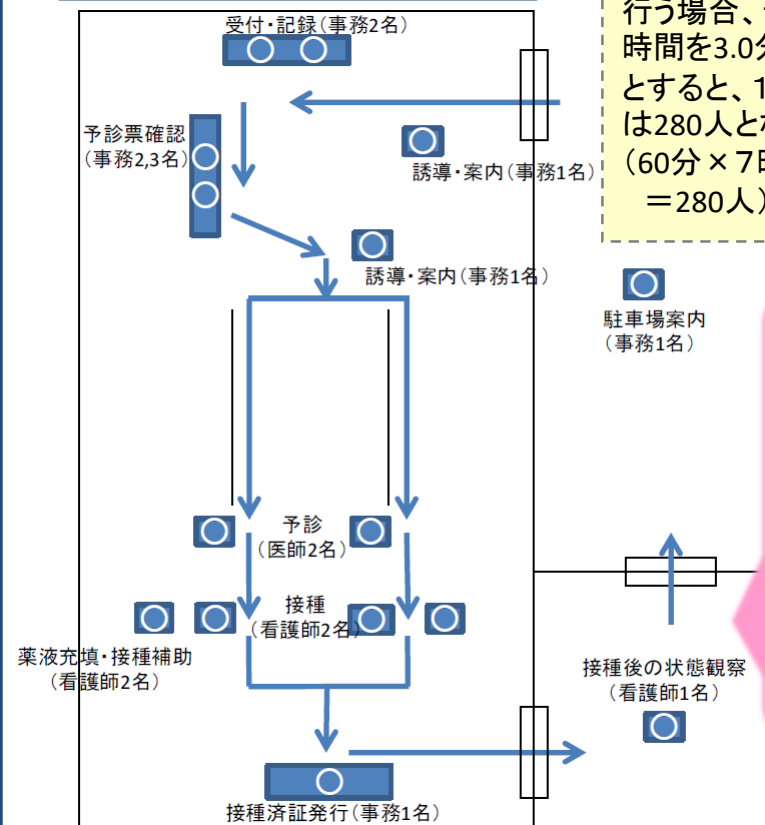 受付・記録（事務2名）
行う場合、
時間を3.0分
とすると、1
は280人と
（60分×7
＝280人）
予診票確認
（事務2,3名）
誘導・案内（事務1名）
誘導・案内（事務1名）
駐車場案内
（事務1名）
予診
（医師2名）
接種
（看護師2名）
薬液充填・接種補助
（看護師2名）
接種後の状態観察
（看護師1名）
接種済証発行（事務1名）